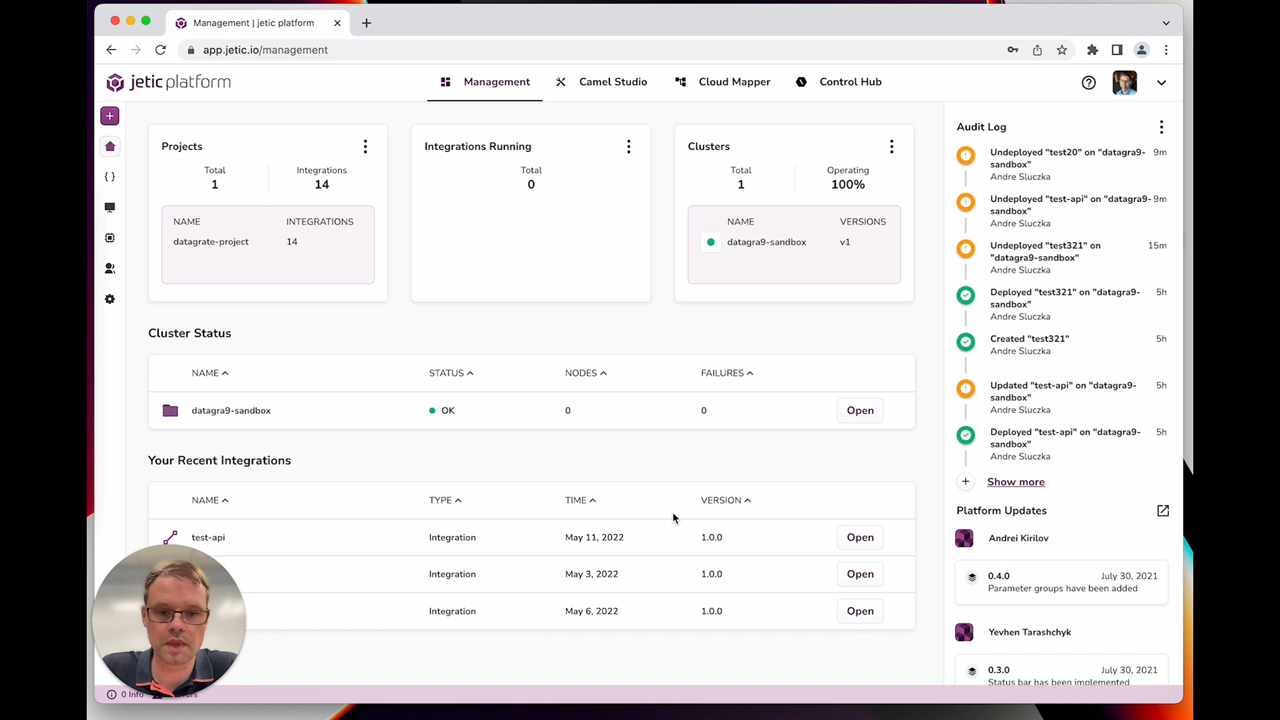 Management | jetic platform
app.jetic.io/management
jetic platform
Management
Camel Studio
Cloud Mapper
Control Hub
Projects
Total
1
Integrations
14
NAME
INTEGRATIONS
datagrate-project
14
Integrations Running
Total
0
Clusters
Total
1
Operating
100%
NAME
VERSIONS
datagra9-sandbox
v1
Cluster Status
NAME
STATUS
NODES
FAILURES
datagra9-sandbox
OK
0
0
Open
Your Recent Integrations
NAME
TYPE
TIME
VERSION
test-api
Integration
May 11, 2022
1.0.0
Open
Integration
May 3, 2022
1.0.0
Open
Integration
May 6, 2022
1.0.0
Open
Audit Log
Undeployed "test20" on "datagra9-
sandbox"
9m
Andre Sluczka
Undeployed "test-api" on "datagra9-
sandbox"
9m
Andre Sluczka
Undeployed "test321" on
"datagra9-sandbox"
15m
Andre Sluczka
Deployed "test321" on "datagra9-
sandbox"
5h
Andre Sluczka
Created "test321"
5h
Andre Sluczka
Updated "test-api" on "datagra9-
sandbox"
5h
Andre Sluczka
Deployed "test-api" on "datagra9-
sandbox"
5h
Andre Sluczka
Show more
Platform Updates
Andrei Kirilov
0.4.0
July 30, 2021
Parameter groups have been added
Yevhen Tarashchyk
0.3.0
July 30, 2021
Status bar has been implemented
0 Info